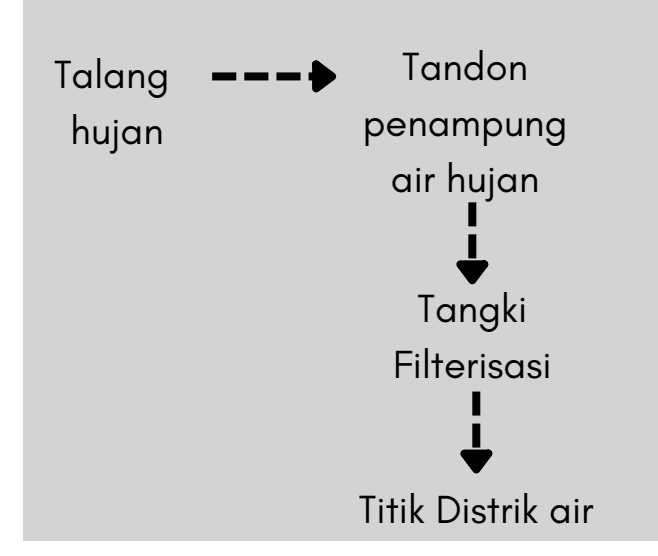 Talang
hujan
Tandon
penampung
air hujan
Tangki
Filterisasi
Titik Distrik air